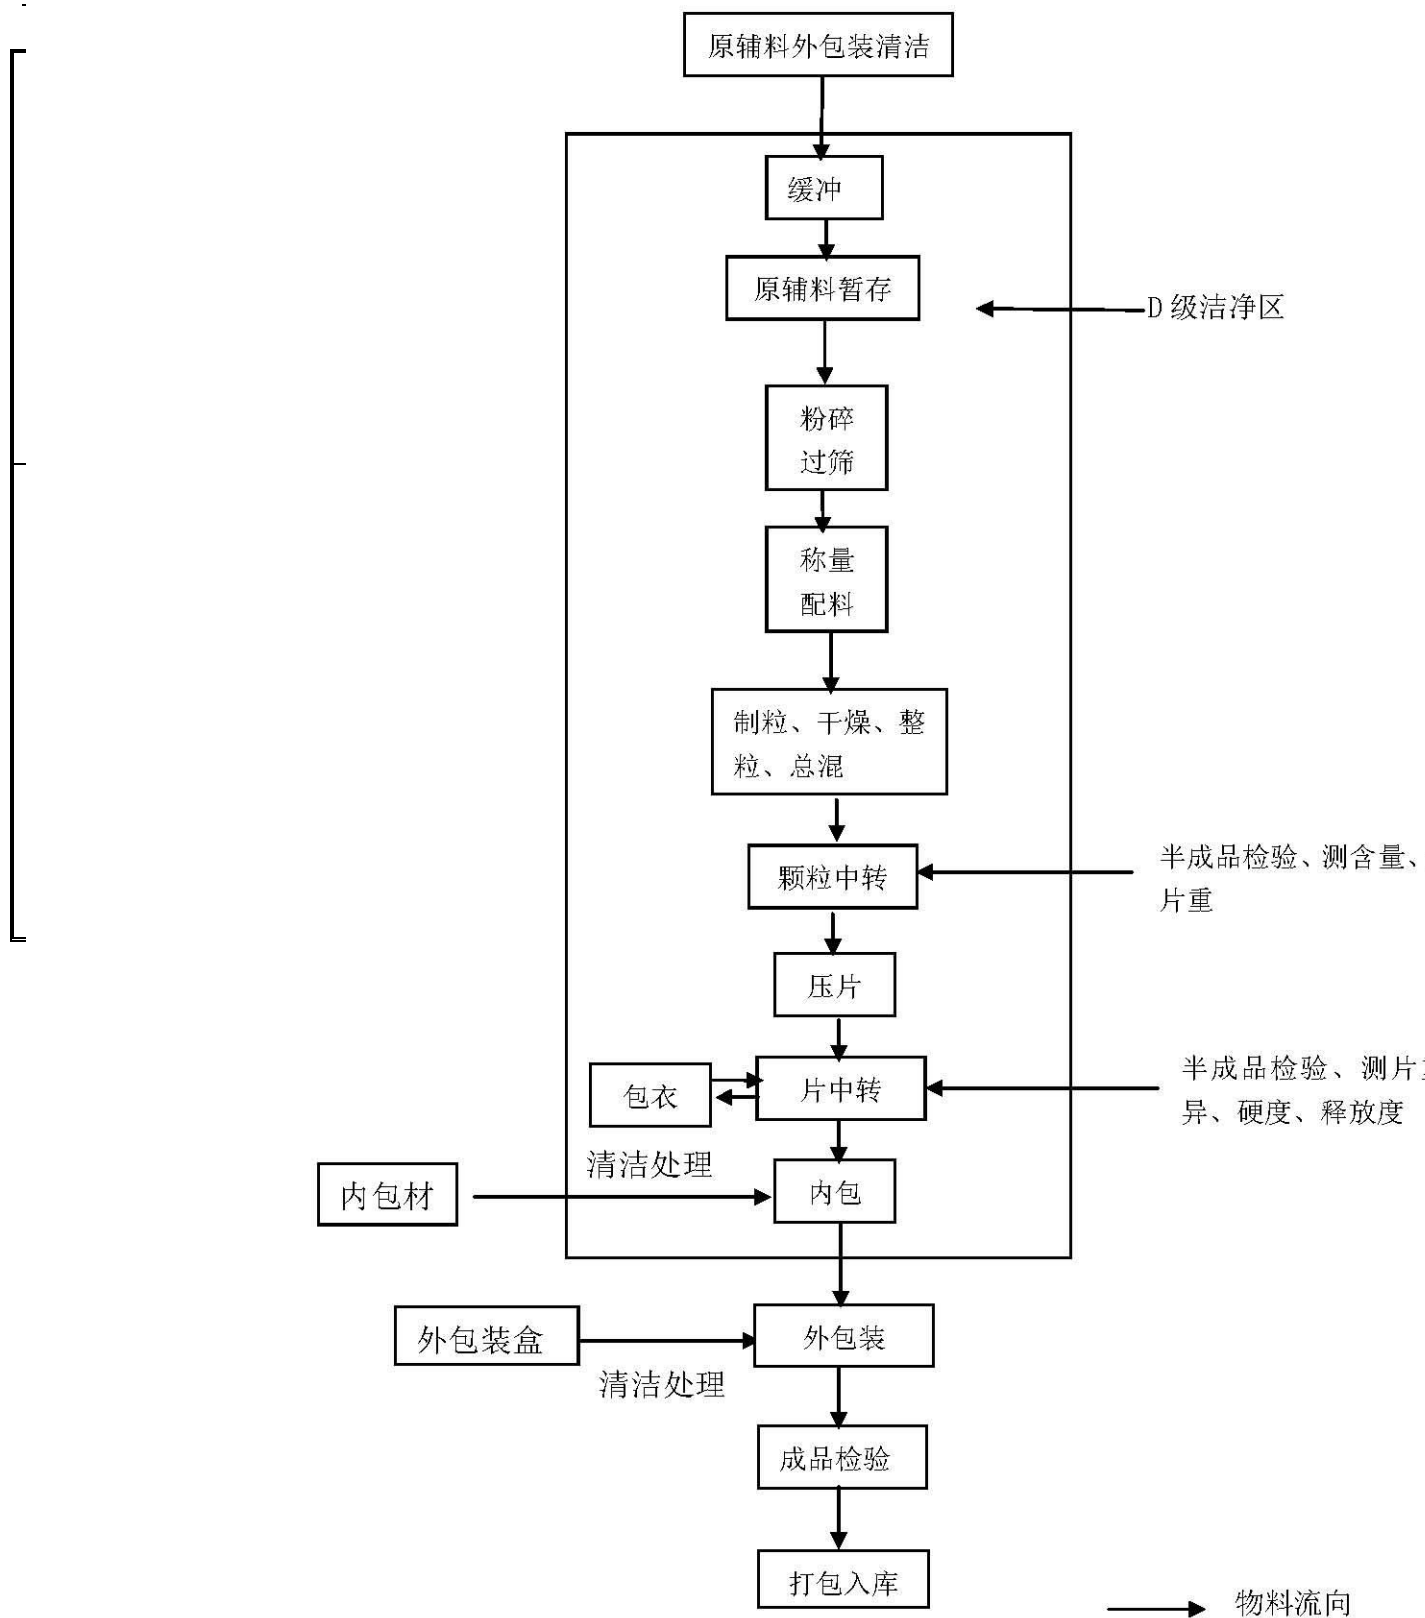 原辅料外包装清洁
缓冲
原辅料暂存
D 级洁净区
粉碎
过筛
称量
配料
制粒、干燥、整
粒、总混
颗粒中转
半成品检验、测含量、
片重
压片
包衣
片中转
半成品检验、测片
异、硬度、释放度
清洁处理
内包材
内包
外包装盒
外包装
清洁处理
成品检验
打包入库
物料流向